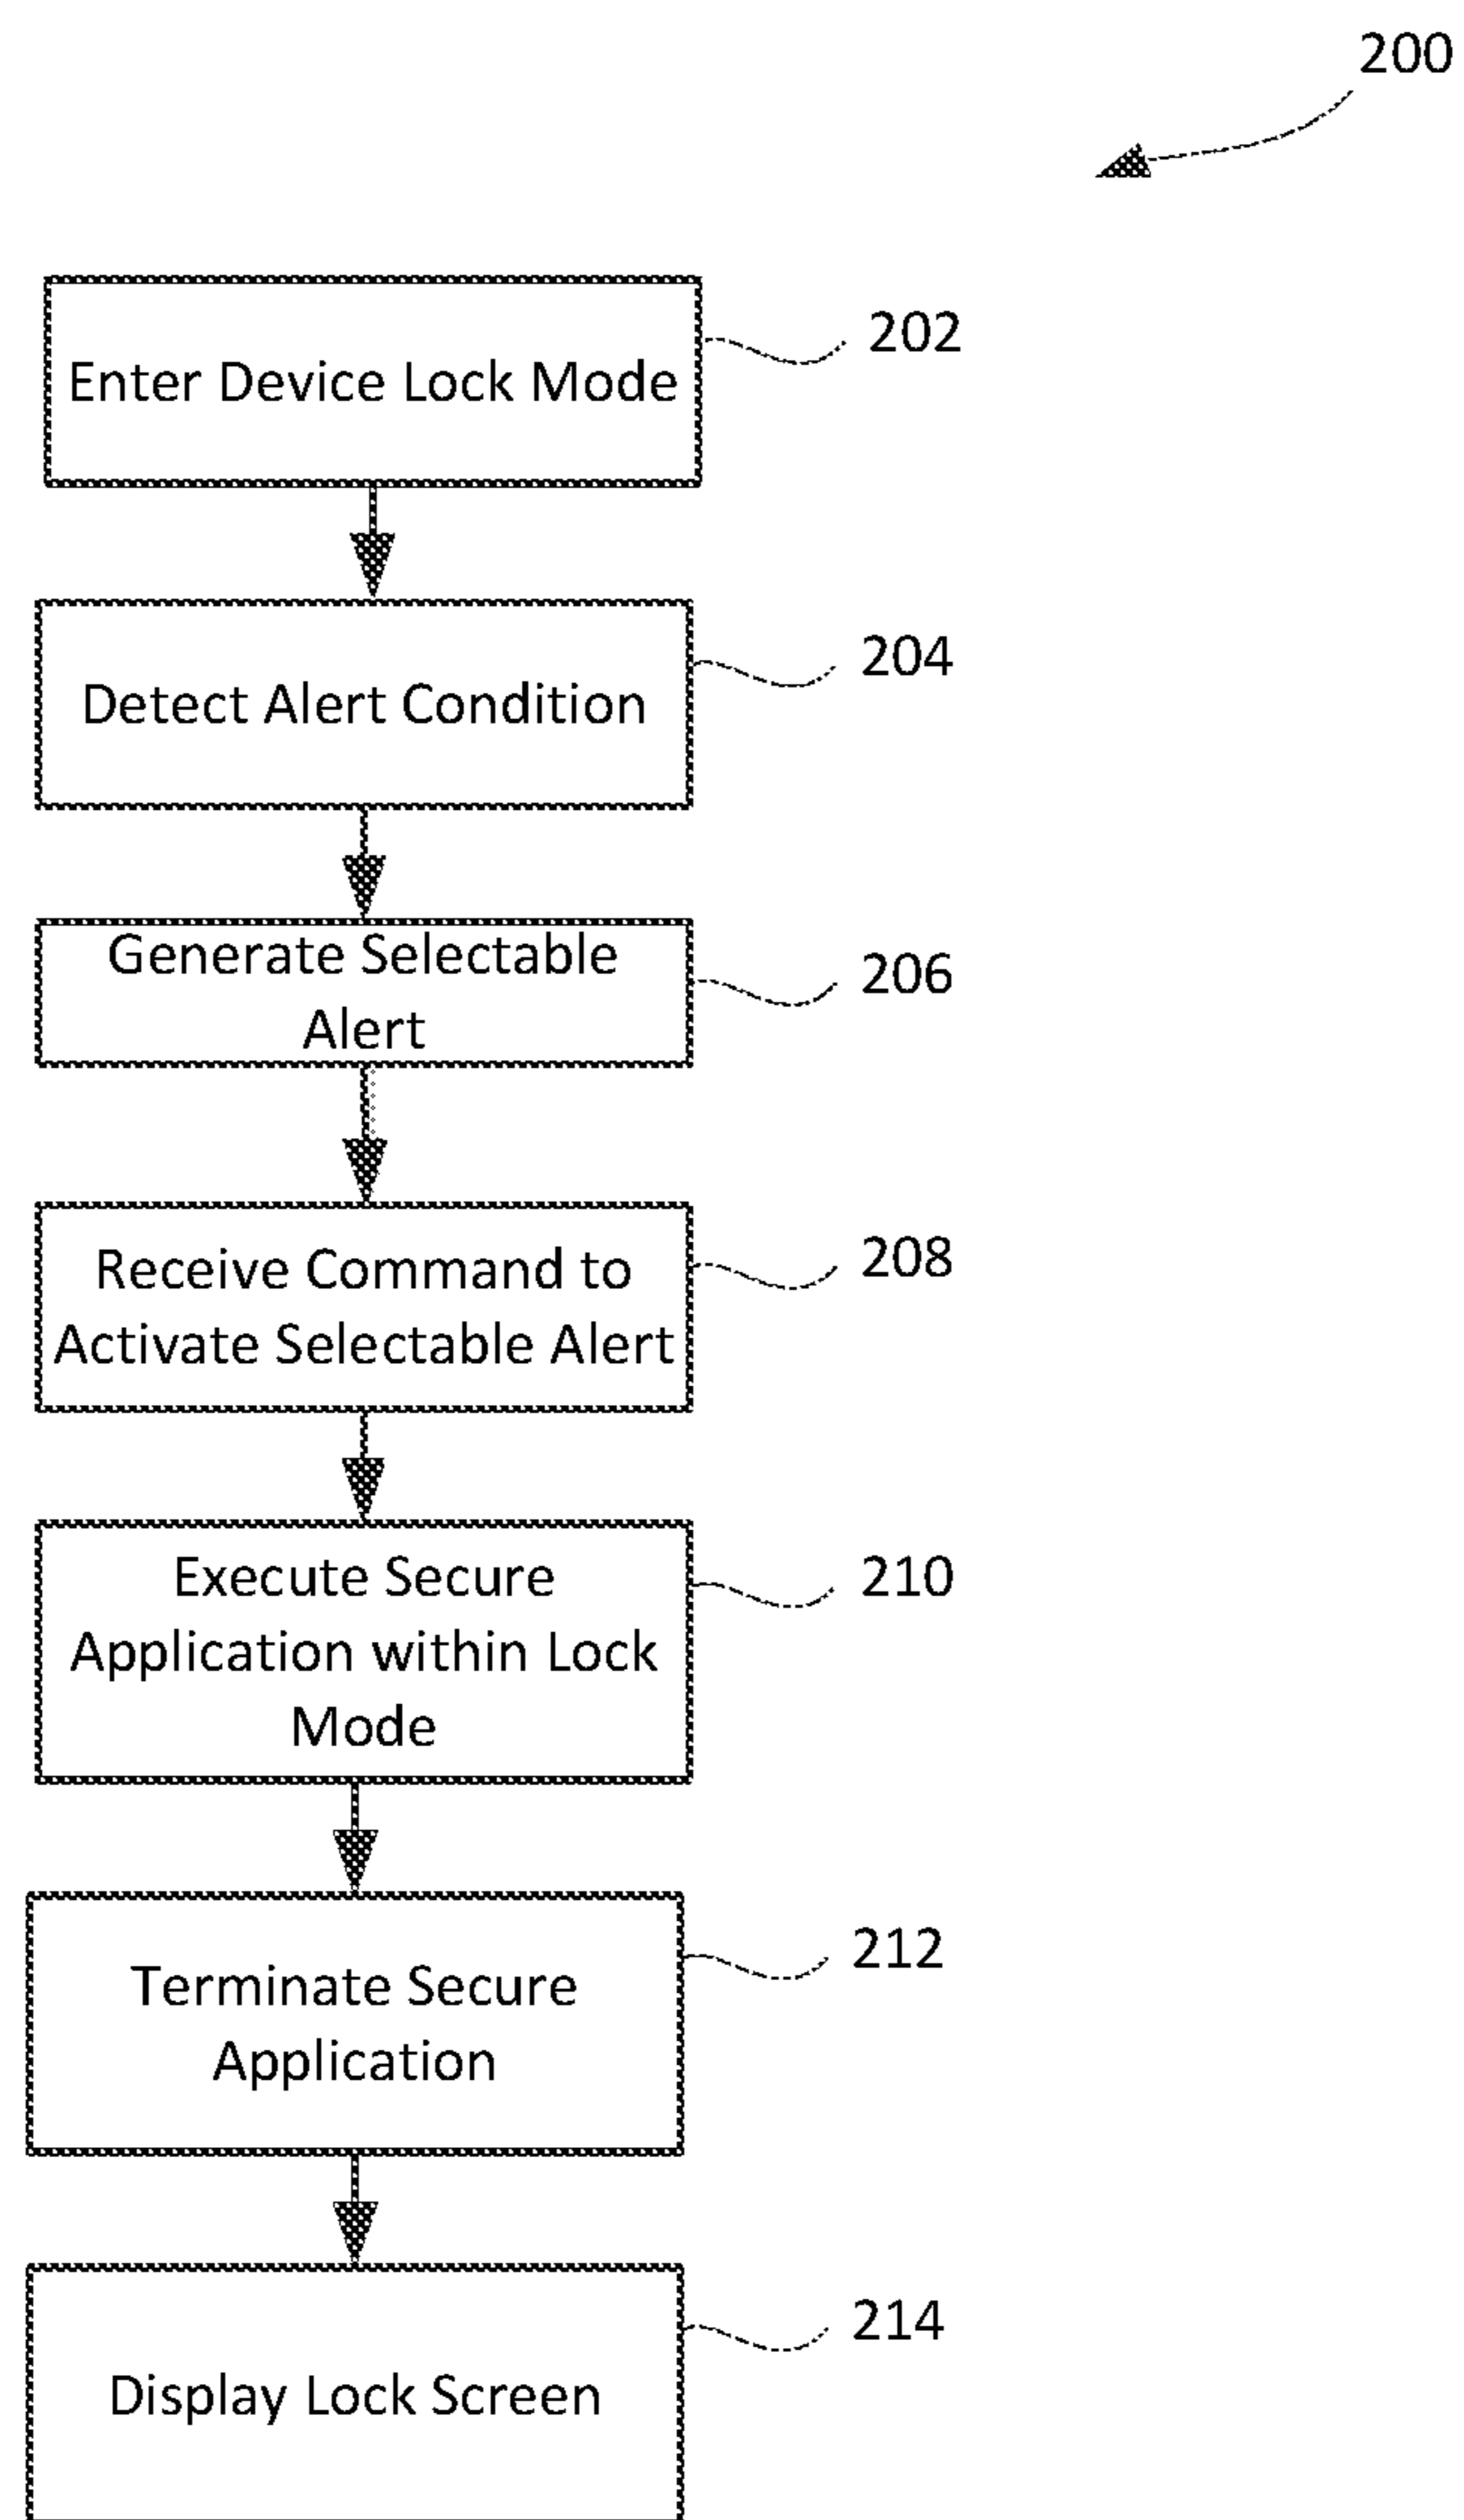 200
Enter Device Lock Mode
202
Detect Alert Condition
204
Generate Selectable
Alert
206
Receive Command to
Activate Selectable Alert
208
Execute Secure
Application within Lock
Mode
210
Terminate Secure
Application
212
Display Lock Screen
214